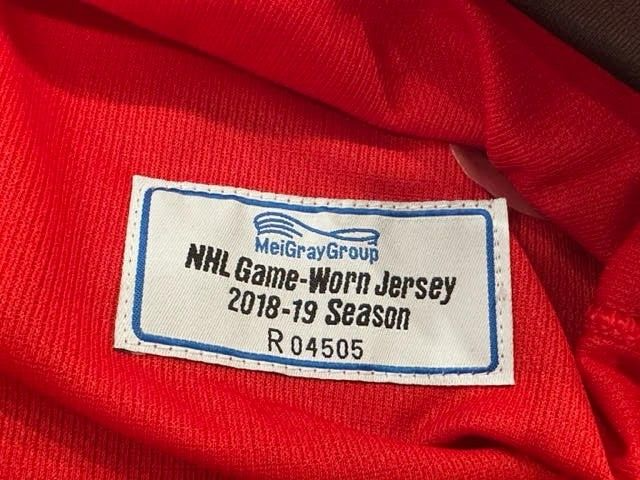 MeiGrayGroup
NHL Game-Worn Jersey
2018-19 Season
R 04505